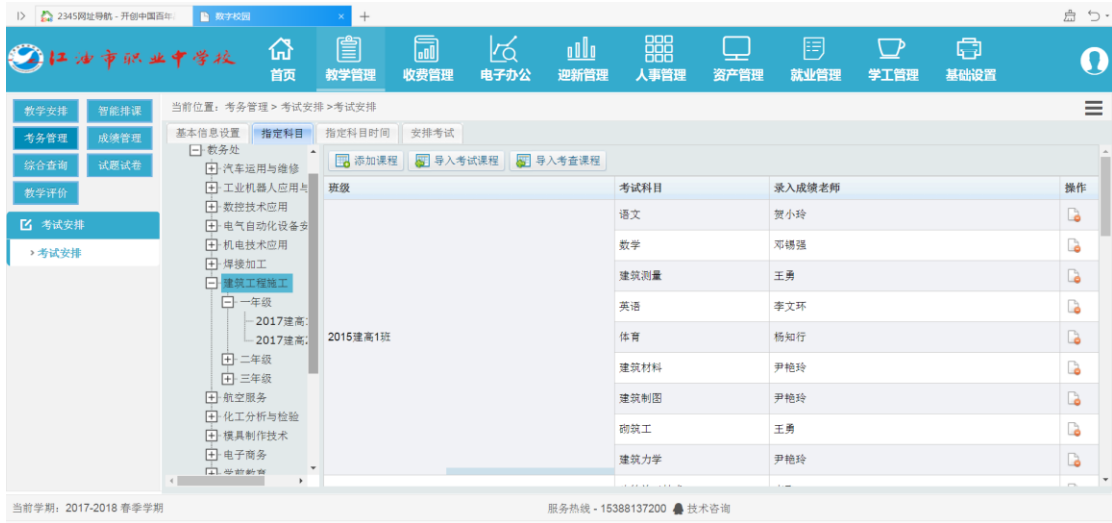 2345网址导航 - 开创中国百年
数字校园
江油市职业中学校
首页
教学管理
收费管理
电子办公
迎新管理
人事管理
资产管理
就业管理
学工管理
基础设置
教学安排
智能排课
考务管理
成绩管理
综合查询
试题试卷
教学评价
考试安排
考试安排
当前位置：考务管理 > 考试安排 >考试安排
基本信息设置
指定科目
指定科目时间
安排考试
教务处
汽车运用与维修
工业机器人应用与
数控技术应用
电气自动化设备安
机电技术应用
焊接加工
建筑工程施工
一年级
2017建高
2017建高
二年级
三年级
航空服务
化工分析与检验
模具制作技术
电子商务
学前教育
添加课程
导入考试课程
导入考查课程
班级 考试科目 录入成绩老师 操作
2015建高1班
语文 贺小玲
数学 邓锡强
建筑测量 王勇
英语 李文环
体育 杨知行
建筑材料 尹艳玲
建筑制图 尹艳玲
砌筑工 王勇
建筑力学 尹艳玲
当前学期：2017-2018 春季学期
服务热线 - 15388137200 技术咨询